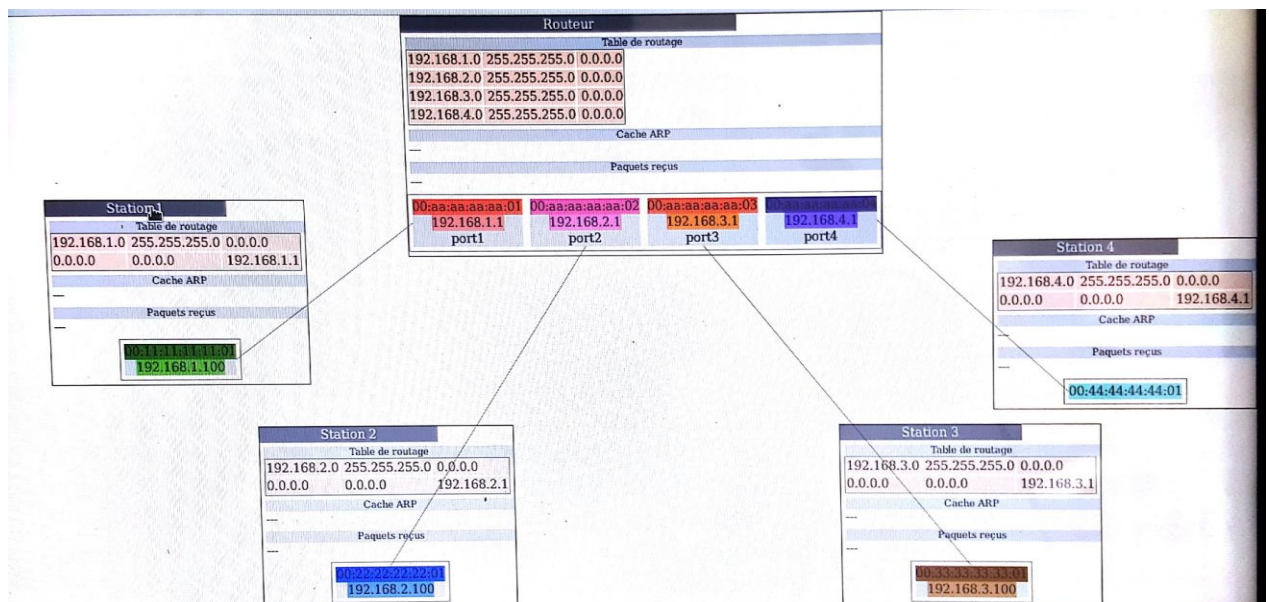 Routeur
Table de routage
192.168.1.0 255.255.255.0 0.0.0.0
192.168.2.0 255.255.255.0 0.0.0.0
192.168.3.0 255.255.255.0 0.0.0.0
192.168.4.0 255.255.255.0 0.0.0.0
Cache ARP
—
Paquets reçus
—
00:aa:aa:aa:aa:01 00:aa:aa:aa:aa:02 00:aa:aa:aa:aa:03 00:aa:aa:aa:aa:04
192.168.1.1 192.168.2.1 192.168.3.1 192.168.4.1
port1 port2 port3 port4
Station 1
Table de routage
192.168.1.0 255.255.255.0 0.0.0.0
0.0.0.0 0.0.0.0 192.168.1.1
Cache ARP
—
Paquets reçus
—
00:11:11:11:11:01
192.168.1.100
Station 4
Table de routage
192.168.4.0 255.255.255.0 0.0.0.0
0.0.0.0 0.0.0.0 192.168.4.1
Cache ARP
—
Paquets reçus
—
00:44:44:44:44:01
Station 2
Table de routage
192.168.2.0 255.255.255.0 0.0.0.0
0.0.0.0 0.0.0.0 192.168.2.1
Cache ARP
—
Paquets reçus
—
00:22:22:22:22:01
192.168.2.100
Station 3
Table de routage
192.168.3.0 255.255.255.0 0.0.0.0
0.0.0.0 0.0.0.0 192.168.3.1
Cache ARP
—
Paquets reçus
—
00:33:33:33:33:01
192.168.3.100